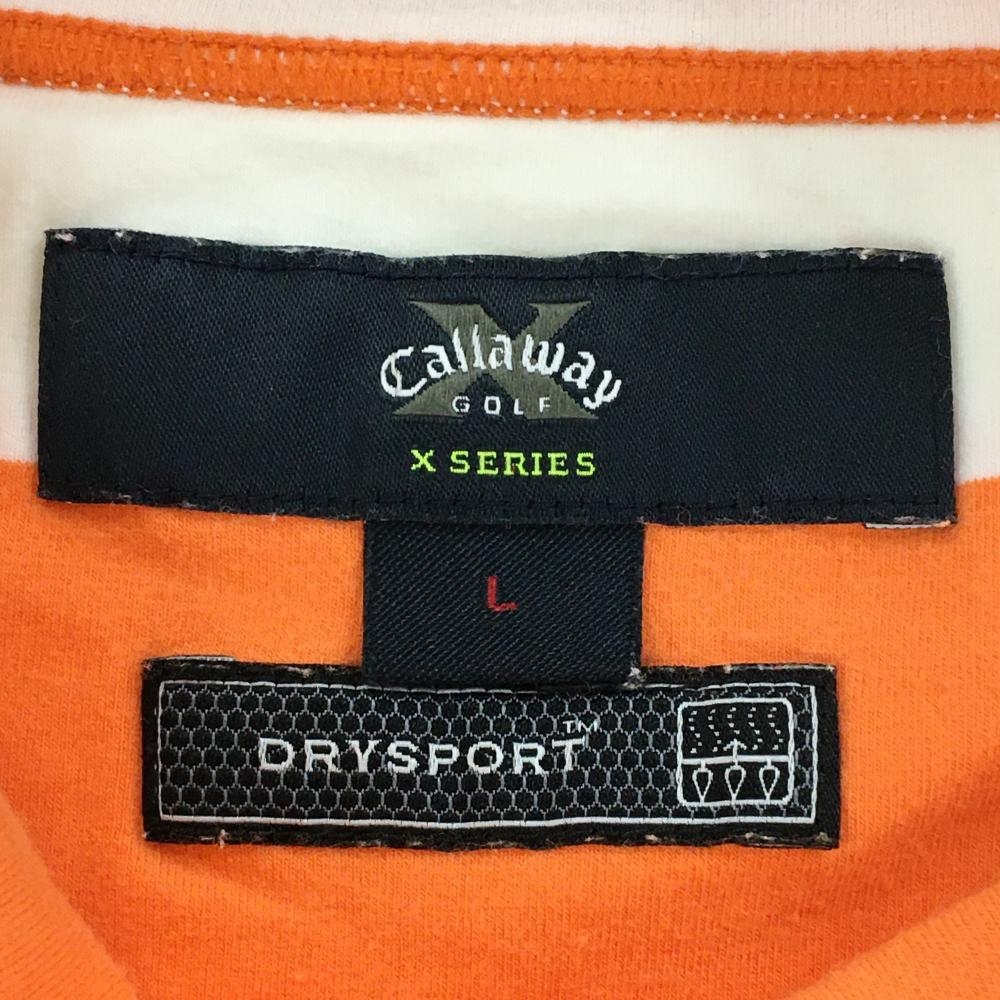 Callaway
GOLF
X SERIES
L
DRYSPORT™